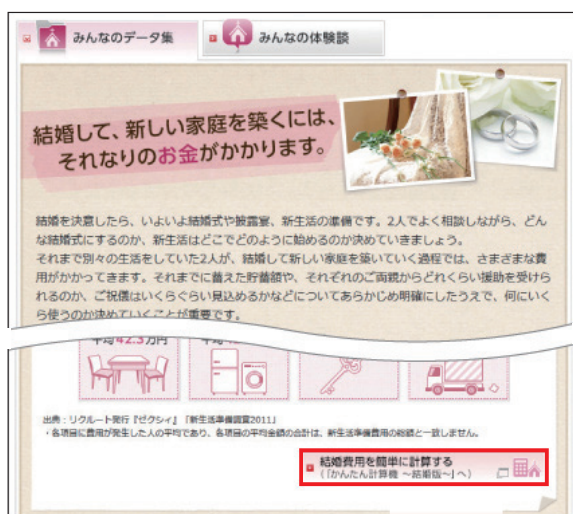 みんなのデータ集
みんなの体験談
結婚して、新しい家庭を築くには、
それなりのお金がかかります。
結婚を決意したら、いよいよ結婚式や披露宴、新生活の準備です。2人でよく相談しながら、どん
な結婚式にするのか、新生活はどこでどのように始めるのか決めていきましょう。
それまで別々の生活をしていた2人が、結婚して新しい家庭を築いていく過程では、さまざまな費
用がかかってきます。それまでに蓄えた貯蓄額や、それぞれのご両親からどれくらい援助を受けら
れるのか、ご祝儀はいくらぐらい見込めるかなどについてあらかじめ明確にしたうえで、何にいく
ら使うのか決めていくことが重要です。
平均42.3万円
平均
出典：リクルート発行『ゼクシィ』「新生活準備調査2011」
・各項目に費用が発生した人の平均であり、各項目の平均金額の合計は、新生活準備費用の総額と一致しません。
結婚費用を簡単に計算する
（「かんたん計算機 ～結婚版～」へ）